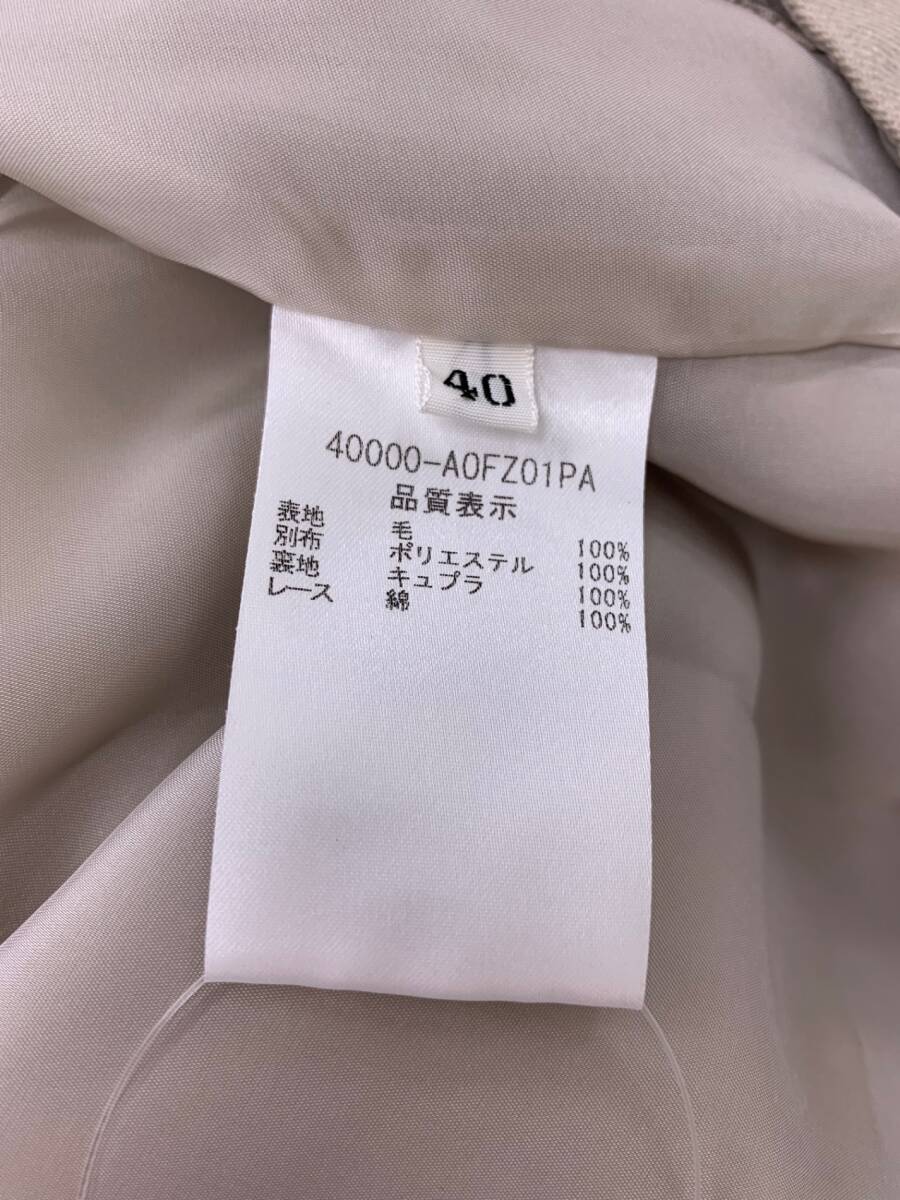 40
40000-A0FZ01PA
品質表示
表地 毛 100%
別布 ポリエステル 100%
裏地 キュプラ 100%
レース 綿 100%